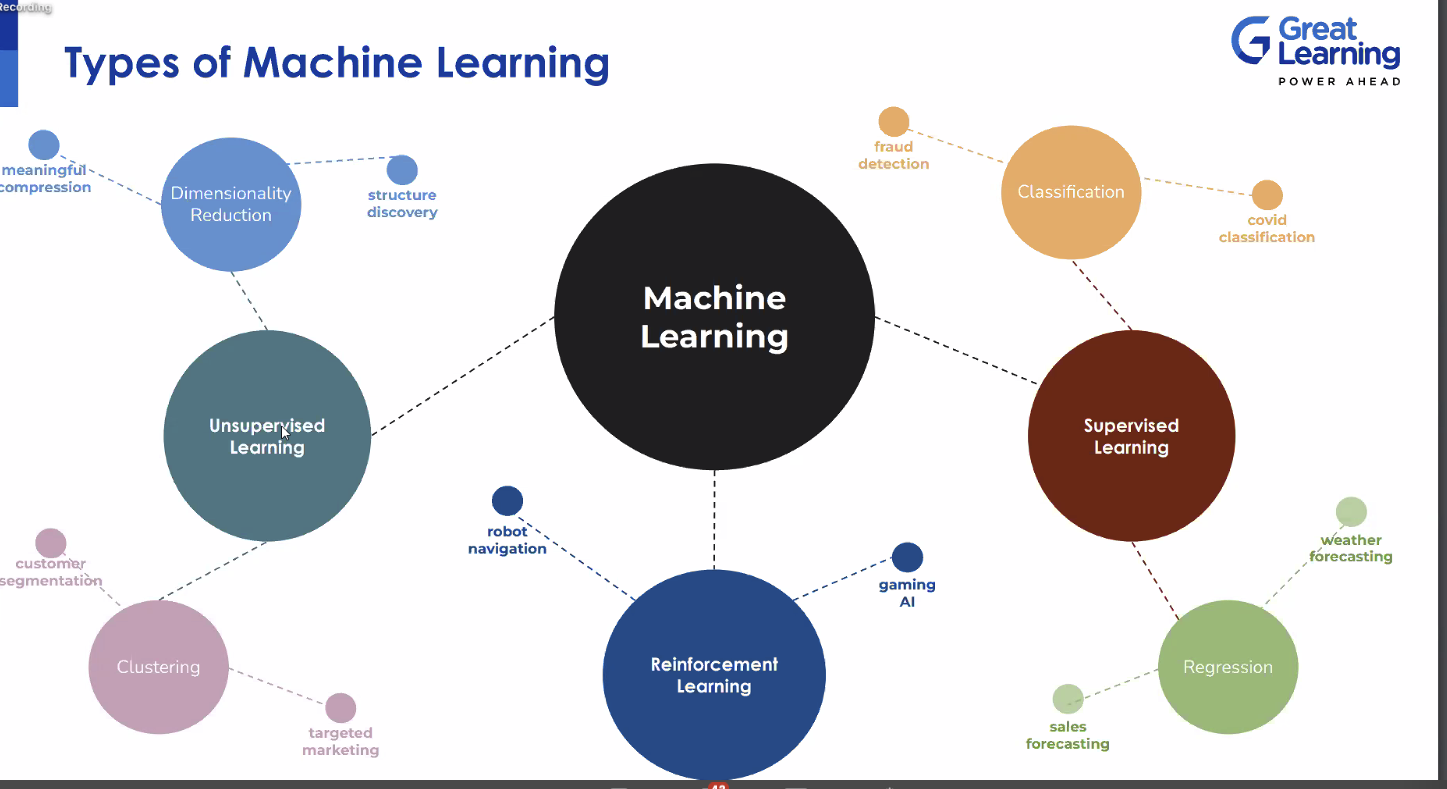 Recording
Types of Machine Learning
Great
Learning
POWER AHEAD
meaningful
compression
Dimensionality
Reduction
structure
discovery
fraud
detection
Classification
covid
classification
Machine
Learning
Unsupervised
Learning
Supervised
Learning
customer
segmentation
robot
navigation
gaming
AI
weather
forecasting
Clustering
targeted
marketing
Reinforcement
Learning
Regression
sales
forecasting